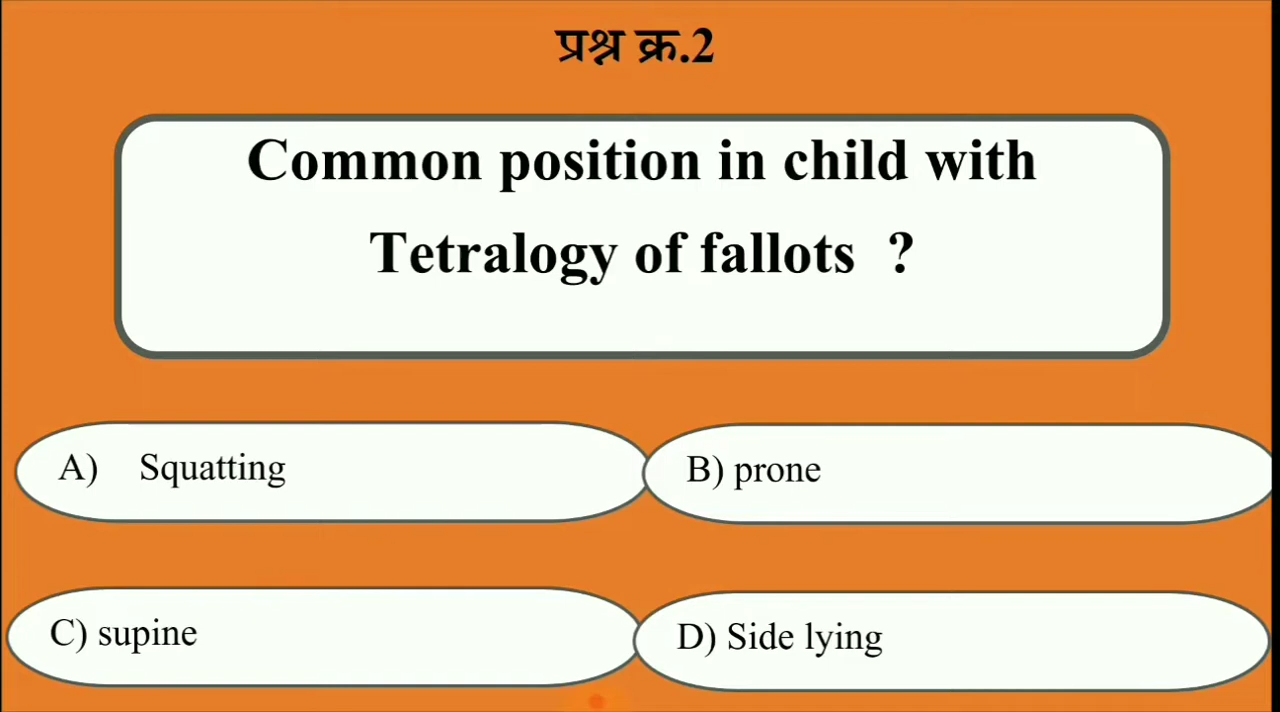 प्रश्न क्र.2
Common position in child with
Tetralogy of fallots ?
A) Squatting
B) prone
C) supine
D) Side lying